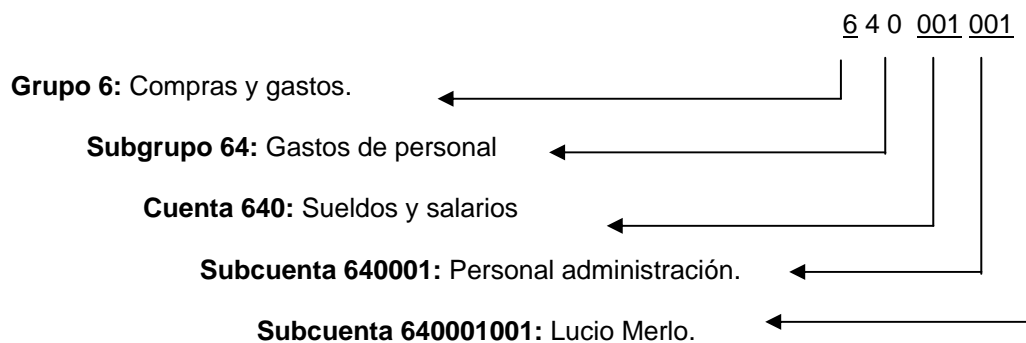 6 4 0 001 001
Grupo 6: Compras y gastos.
Subgrupo 64: Gastos de personal
Cuenta 640: Sueldos y salarios
Subcuenta 640001: Personal administración.
Subcuenta 640001001: Lucio Merlo.